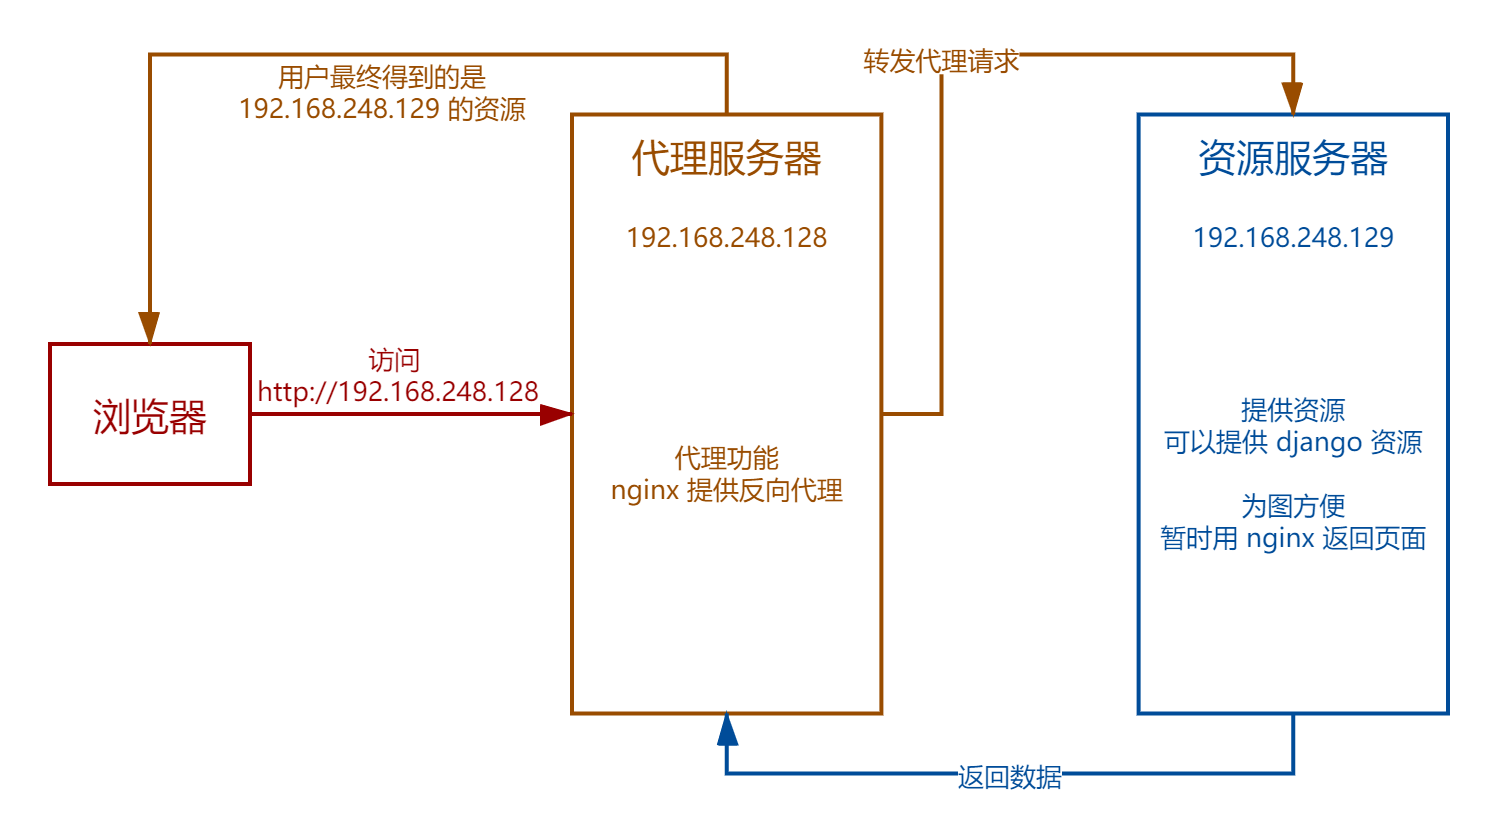 用户最终得到的是
192.168.248.129 的资源
转发代理请求
代理服务器
192.168.248.128
资源服务器
192.168.248.129
浏览器
访问
http://192.168.248.128
代理功能
nginx 提供反向代理
提供资源
可以提供 django 资源
为图方便
暂时用 nginx 返回页面
返回数据